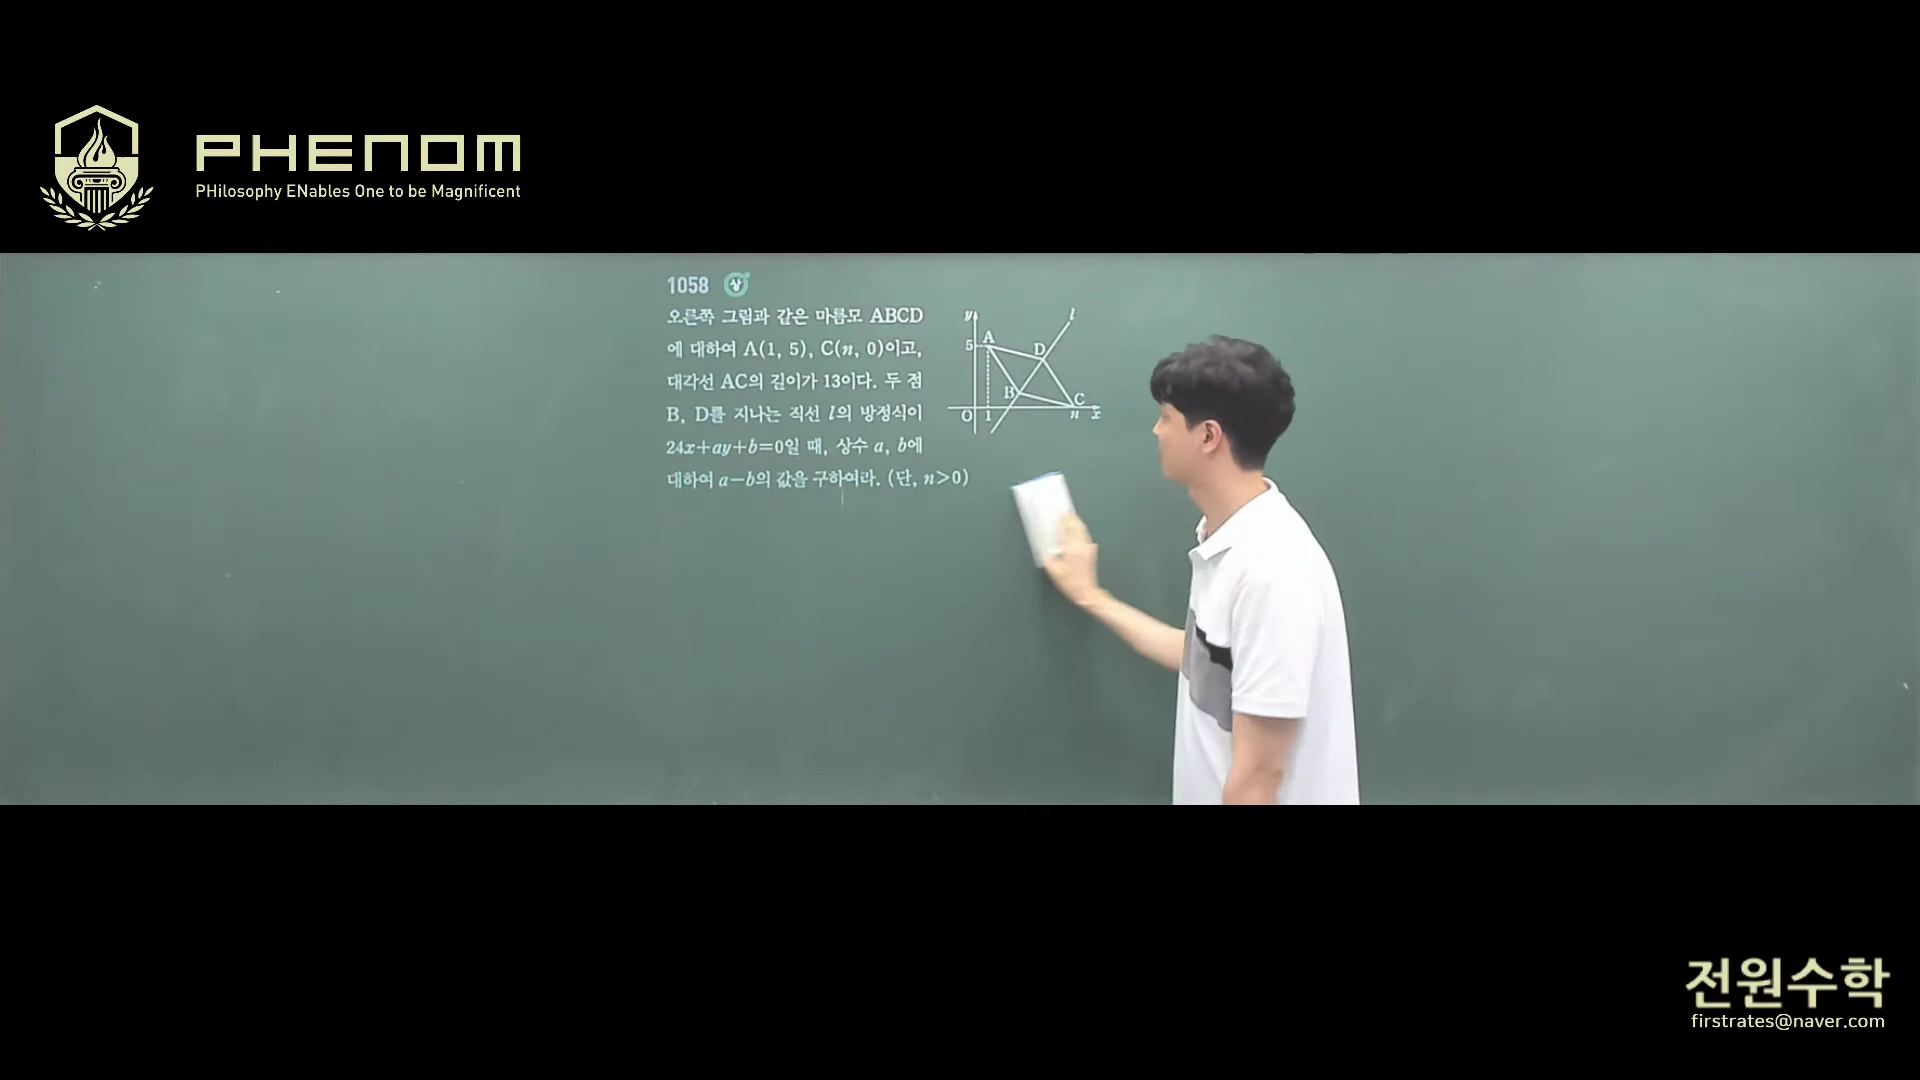 PHENOM
PHilosophy ENables One to be Magnificent
1058 상
오른쪽 그림과 같은 마름모 ABCD
에 대하여 A(1, 5), C(n, 0)이고,
대각선 AC의 길이가 13이다. 두 점
B, D를 지나는 직선 l의 방정식이
24x+ay+b=0일 때, 상수 a, b에
대하여 a-b의 값을 구하여라. (단, n>0)
y
l
5
A
D
B
C
O
1
n
x
전원수학
firstrates@naver.com